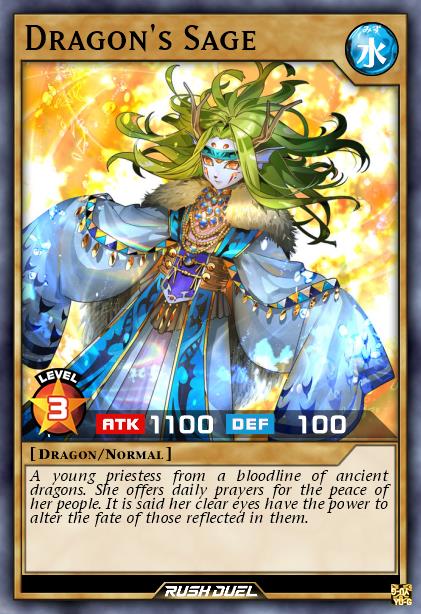 Dragon's Sage
みず
水
LEVEL
3
ATK 1100 DEF 100
[Dragon/Normal]
A young priestess from a bloodline of ancient
dragons. She offers daily prayers for the peace of
her people. It is said her clear eyes have the power to
alter the fate of those reflected in them.
RUSH DUEL